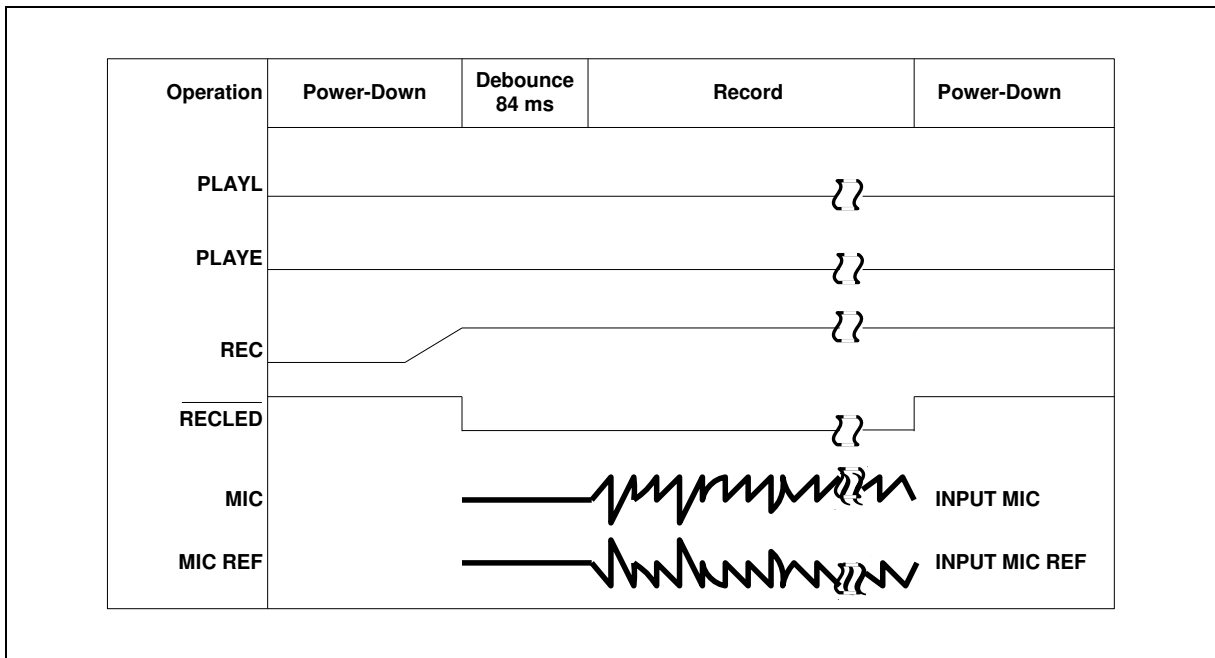 Operation Power-Down Debounce 84 ms Record Power-Down
PLAYL
PLAYE
REC
RECLED
MIC INPUT MIC
MIC REF INPUT MIC REF